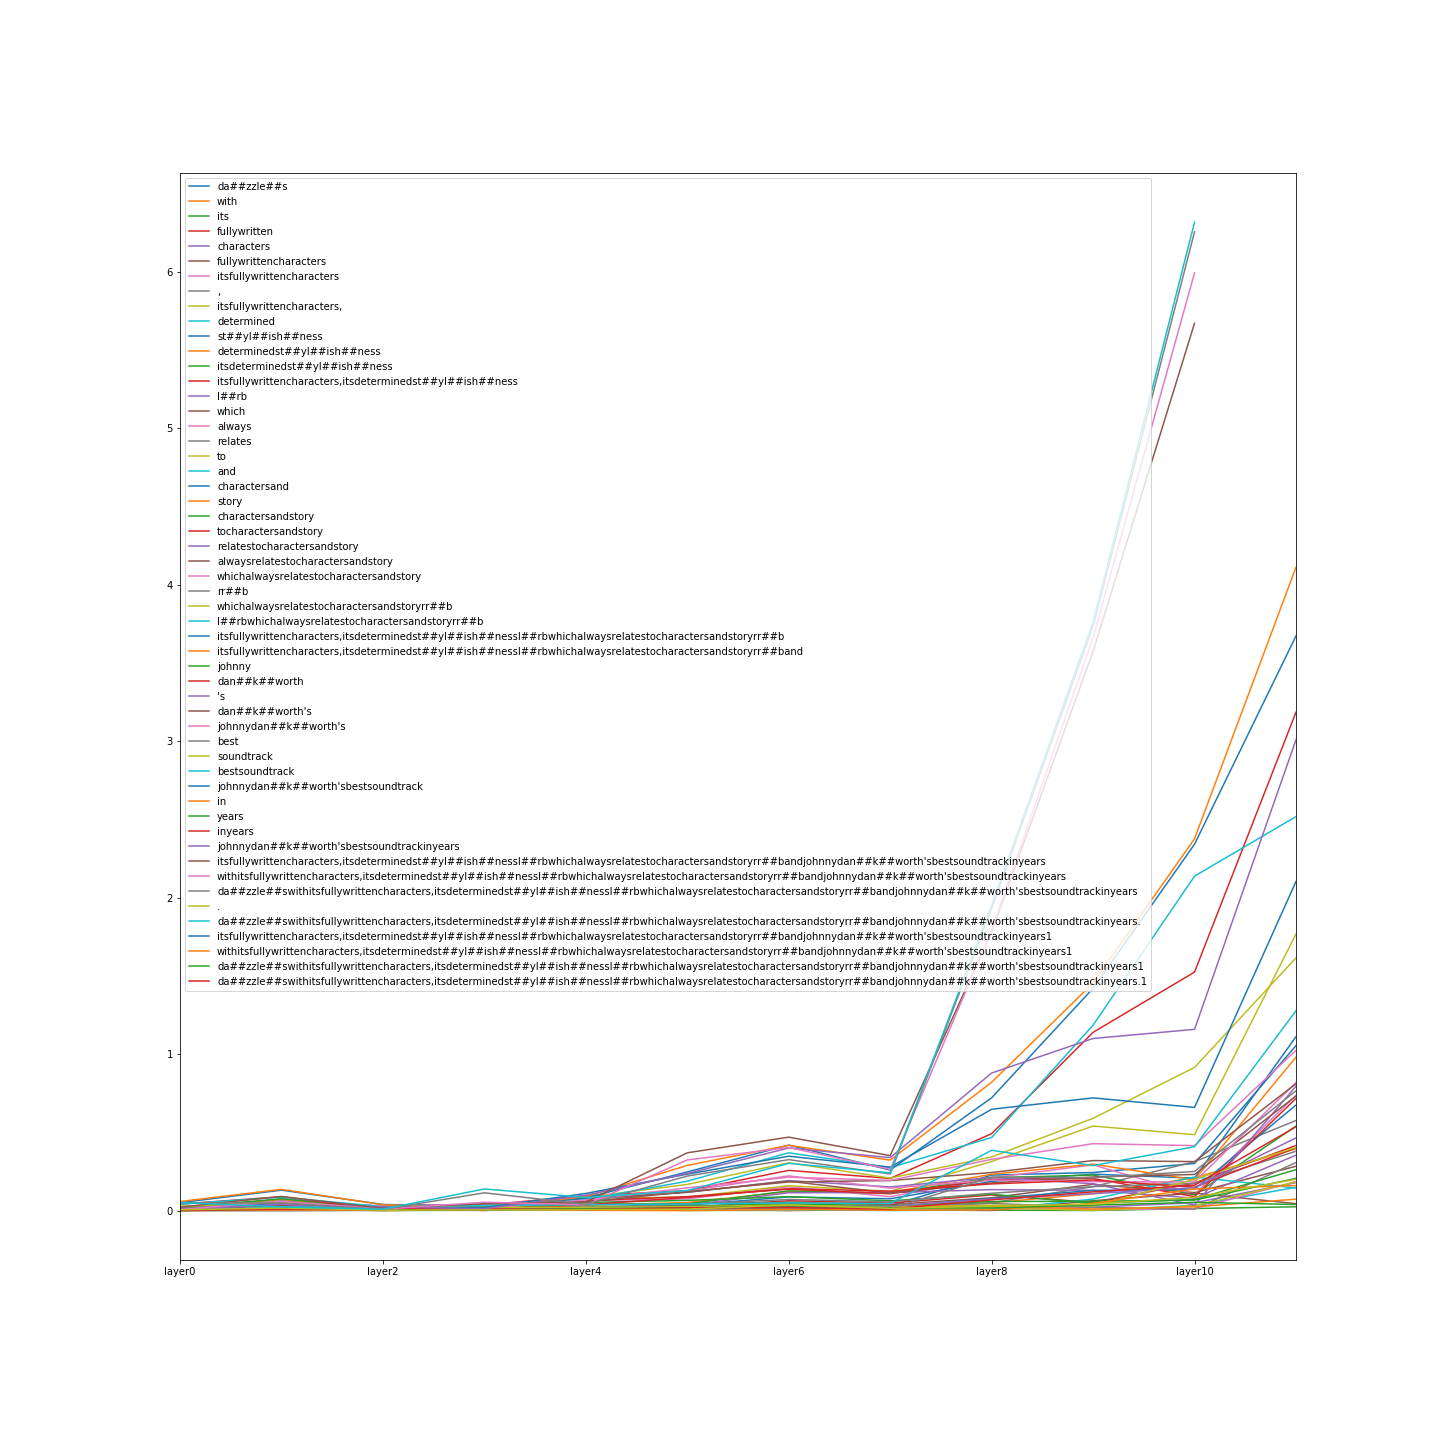 da##zzle##s
with
its
fullywritten
characters
fullywrittencharacters
itsfullywrittencharacters
,
itsfullywrittencharacters,
determined
st##yl##ish##ness
determinedst##yl##ish##ness
itsdeterminedst##yl##ish##ness
itsfullywrittencharacters,itsdeterminedst##yl##ish##ness
l##rb
which
always
relates
to
and
charactersand
story
charactersandstory
tocharactersandstory
relatestocharactersandstory
alwaysrelatestocharactersandstory
whichalwaysrelatestocharactersandstory
rr##b
whichalwaysrelatestocharactersandstoryrr##b
l##rbwhichalwaysrelatestocharactersandstoryrr##b
itsfullywrittencharacters,itsdeterminedst##yl##ish##nessl##rbwhichalwaysrelatestocharactersandstoryrr##b
itsfullywrittencharacters,itsdeterminedst##yl##ish##nessl##rbwhichalwaysrelatestocharactersandstoryrr##band
johnny
dan##k##worth
's
dan##k##worth's
johnnydan##k##worth's
best
soundtrack
bestsoundtrack
johnnydan##k##worth'sbestsoundtrack
in
years
inyears
johnnydan##k##worth'sbestsoundtrackinyears
itsfullywrittencharacters,itsdeterminedst##yl##ish##nessl##rbwhichalwaysrelatestocharactersandstoryrr##bandjohnnydan##k##worth'sbestsoundtrackinyears
withitsfullywrittencharacters,itsdeterminedst##yl##ish##nessl##rbwhichalwaysrelatestocharactersandstoryrr##bandjohnnydan##k##worth'sbestsoundtrackinyears
da##zzle##swithitsfullywrittencharacters,itsdeterminedst##yl##ish##nessl##rbwhichalwaysrelatestocharactersandstoryrr##bandjohnnydan##k##worth'sbestsoundtrackinyears
.
da##zzle##swithitsfullywrittencharacters,itsdeterminedst##yl##ish##nessl##rbwhichalwaysrelatestocharactersandstoryrr##bandjohnnydan##k##worth'sbestsoundtrackinyears.
itsfullywrittencharacters,itsdeterminedst##yl##ish##nessl##rbwhichalwaysrelatestocharactersandstoryrr##bandjohnnydan##k##worth'sbestsoundtrackinyears1
withitsfullywrittencharacters,itsdeterminedst##yl##ish##nessl##rbwhichalwaysrelatestocharactersandstoryrr##bandjohnnydan##k##worth'sbestsoundtrackinyears1
da##zzle##swithitsfullywrittencharacters,itsdeterminedst##yl##ish##nessl##rbwhichalwaysrelatestocharactersandstoryrr##bandjohnnydan##k##worth'sbestsoundtrackinyears1
da##zzle##swithitsfullywrittencharacters,itsdeterminedst##yl##ish##nessl##rbwhichalwaysrelatestocharactersandstoryrr##bandjohnnydan##k##worth'sbestsoundtrackinyears.1
6
5
4
3
2
1
0
layer0 layer2 layer4 layer6 layer8 layer10